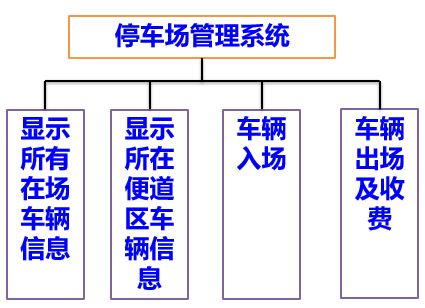 停车场管理系统
显示
所有
在场
车辆
信息
显示
所在
便道
区车
辆信
息
车辆
入场
车辆
出场
及收
费